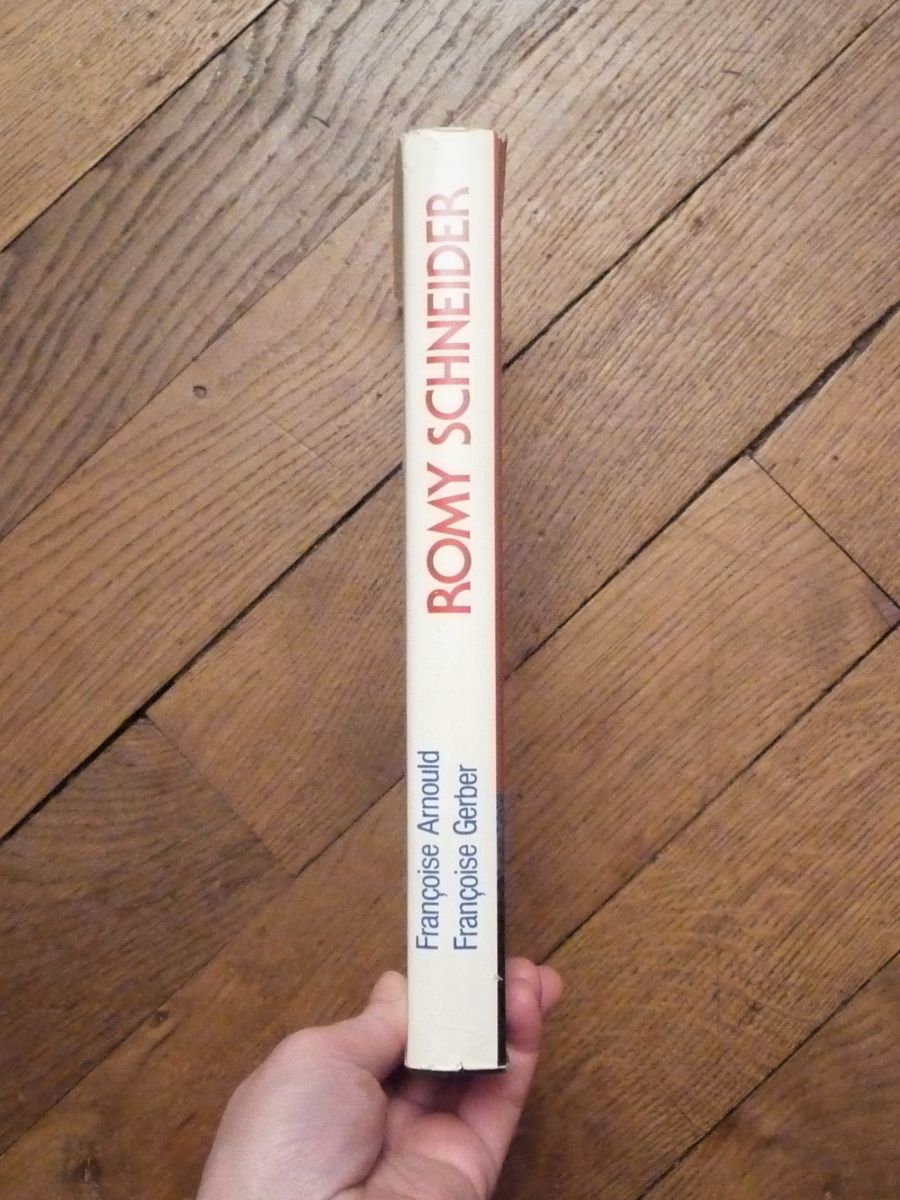 Françoise Arnould
Françoise Gerber
ROMY SCHNEIDER